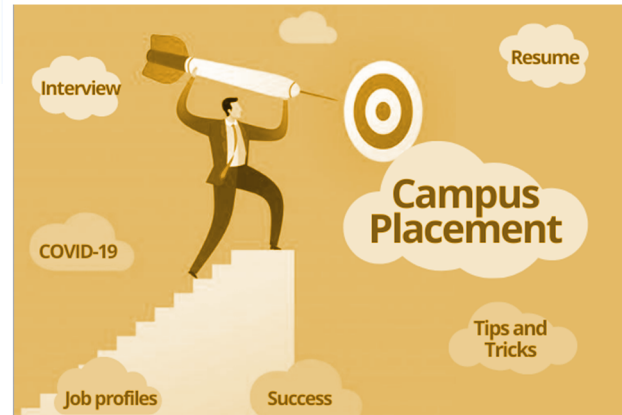 Resume
Interview
Campus
Placement
COVID-19
Tips and
Tricks
Job profiles
Success